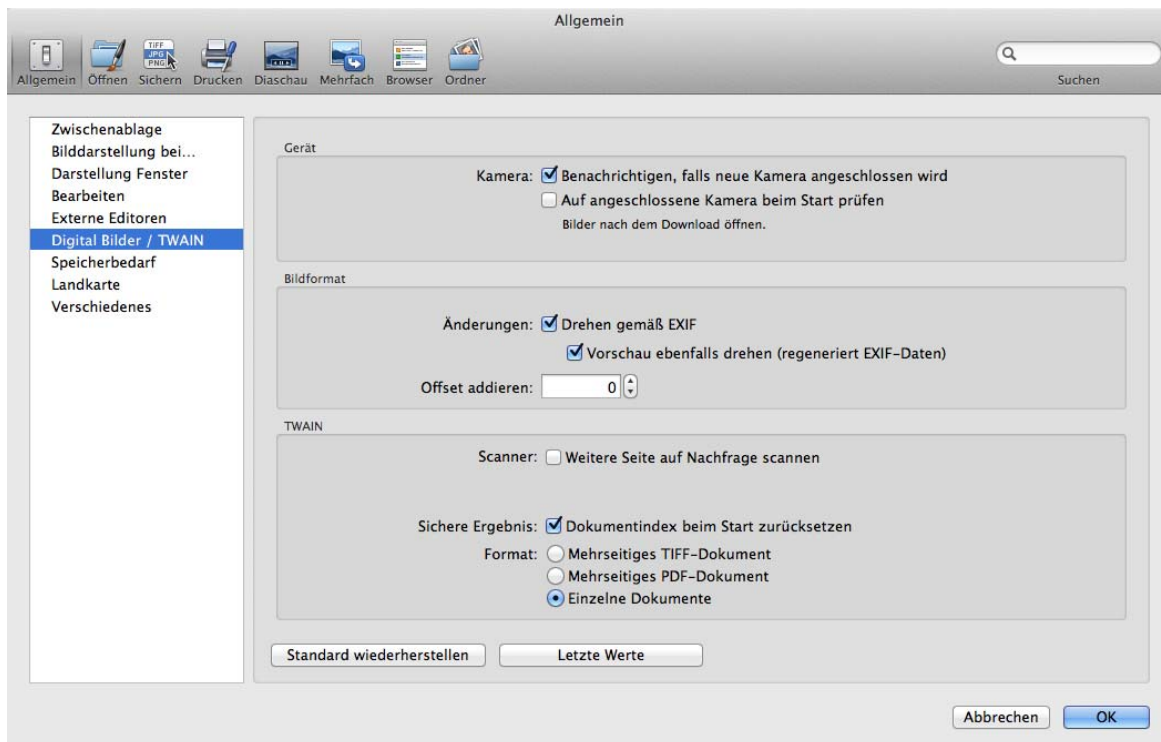 Allgemein
TIFF
JPG
PNG
Allgemein Öffnen Sichern Drucken Diaschau Mehrfach Browser Ordner
Suchen
Zwischenablage
Bilddarstellung bei...
Darstellung Fenster
Bearbeiten
Externe Editoren
Digital Bilder / TWAIN
Speicherbedarf
Landkarte
Verschiedenes
Gerät
Kamera: Benachrichtigen, falls neue Kamera angeschlossen wird
Auf angeschlossene Kamera beim Start prüfen
Bilder nach dem Download öffnen.
Bildformat
Änderungen: Drehen gemäß EXIF
Vorschau ebenfalls drehen (regeneriert EXIF-Daten)
Offset addieren: 0
TWAIN
Scanner: Weitere Seite auf Nachfrage scannen
Sichere Ergebnis: Dokumentindex beim Start zurücksetzen
Format: Mehrseitiges TIFF-Dokument
Mehrseitiges PDF-Dokument
Einzelne Dokumente
Standard wiederherstellen Letzte Werte
Abbrechen OK